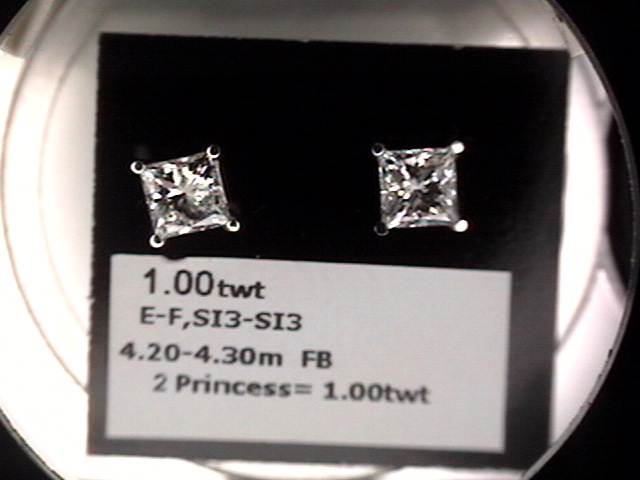 1.00twt
E-F,SI3-SI3
4.20-4.30m FB
2 Princess= 1.00twt